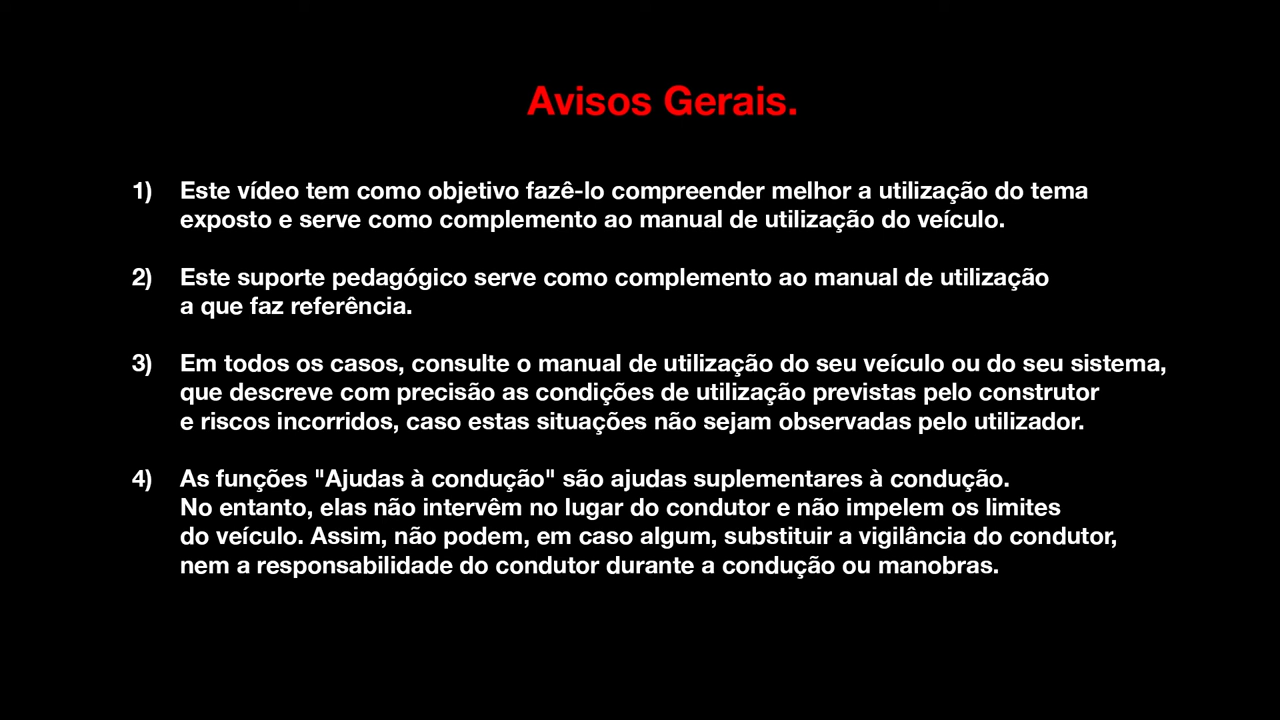 Avisos Gerais.
1) Este vídeo tem como objetivo fazê-lo compreender melhor a utilização do tema
exposto e serve como complemento ao manual de utilização do veículo.
2) Este suporte pedagógico serve como complemento ao manual de utilização
a que faz referência.
3) Em todos os casos, consulte o manual de utilização do seu veículo ou do seu sistema,
que descreve com precisão as condições de utilização previstas pelo construtor
e riscos incorridos, caso estas situações não sejam observadas pelo utilizador.
4) As funções "Ajudas à condução" são ajudas suplementares à condução.
No entanto, elas não intervêm no lugar do condutor e não impelem os limites
do veículo. Assim, não podem, em caso algum, substituir a vigilância do condutor,
nem a responsabilidade do condutor durante a condução ou manobras.